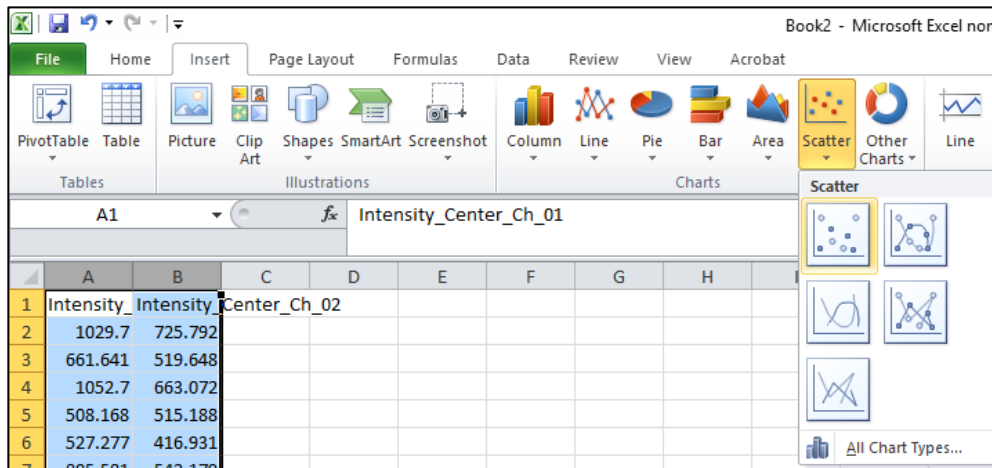 Book2 - Microsoft Excel non
File Home Insert Page Layout Formulas Data Review View Acrobat
PivotTable Table Picture Clip Art Shapes SmartArt Screenshot Column Line Pie Bar Area Scatter Other Charts Line
Tables Illustrations Charts
Scatter
A1 fx Intensity_Center_Ch_01
A B C D E F G H
1 Intensity_ Intensity_Center_Ch_02
2 1029.7 725.792
3 661.641 519.648
4 1052.7 663.072
5 508.168 515.188
6 527.277 416.931
All Chart Types...